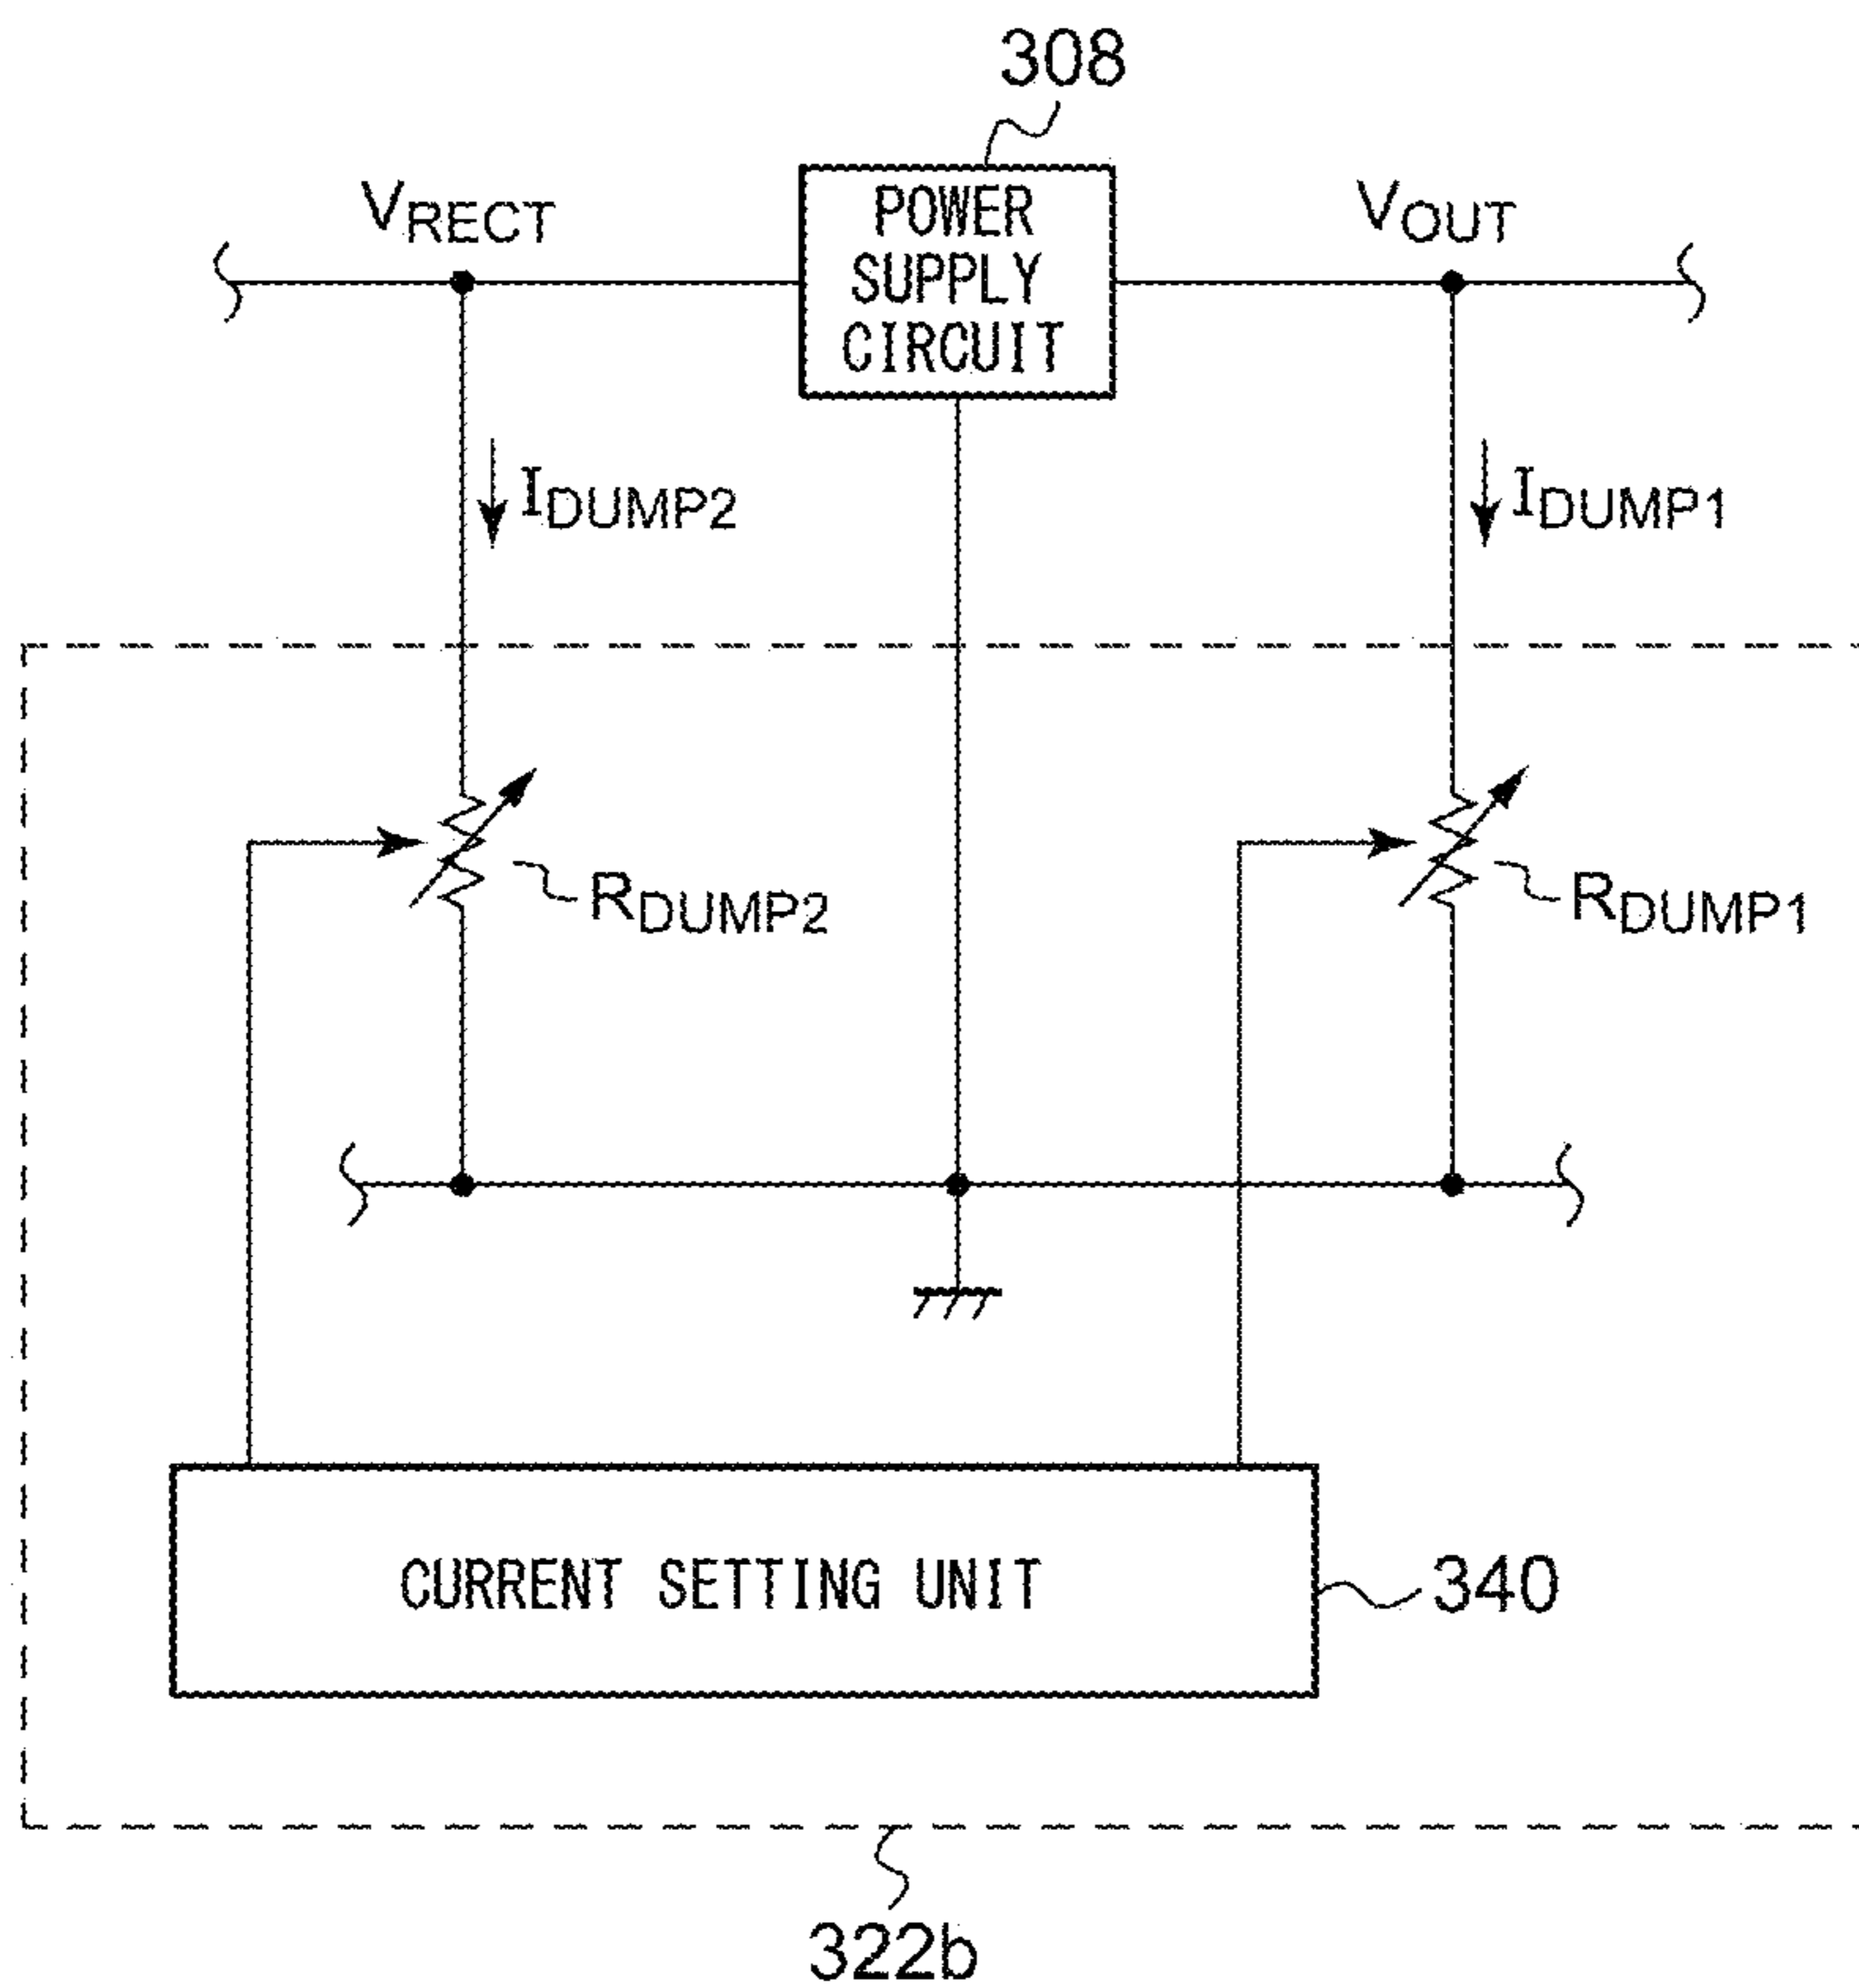 308
VRECT
POWER
SUPPLY
CIRCUIT
VOUT
IDUMP2
IDUMP1
RDUMP2
RDUMP1
CURRENT SETTING UNIT
340
322b